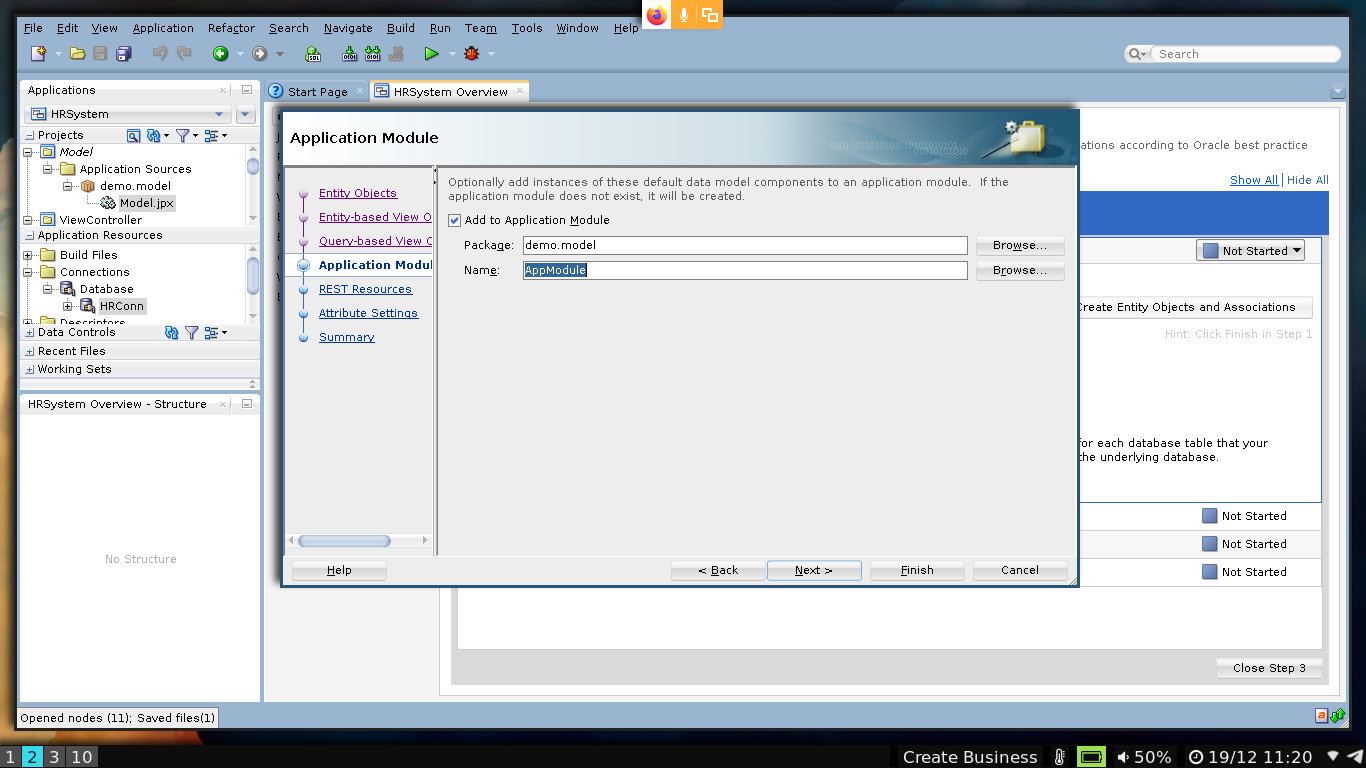 File Edit View Application Refactor Search Navigate Build Run Team Tools Window Help
Search
Applications
Start Page
HRSystem Overview
HRSystem
Projects
Model
Application Sources
demo.model
Model.jpx
ViewController
Application Resources
Build Files
Connections
Database
HRConn
Descriptors
Data Controls
Recent Files
Working Sets
HRSystem Overview - Structure
No Structure
Application Module
Entity Objects
Entity-based View O
Query-based View
Application Modul
REST Resources
Attribute Settings
Summary
Optionally add instances of these default data model components to an application module. If the
application module does not exist, it will be created.
Add to Application Module
Package: demo.model Browse...
Name: AppModule Browse...
Help < Back Next > Finish Cancel
ations according to Oracle best practice
Show All | Hide All
Not Started
Create Entity Objects and Associations
Hint: Click Finish in Step 1
for each database table that your
the underlying database.
Not Started
Not Started
Not Started
Close Step 3
Opened nodes (11); Saved files(1)
1 2 3 10 Create Business 50% 19/12 11:20